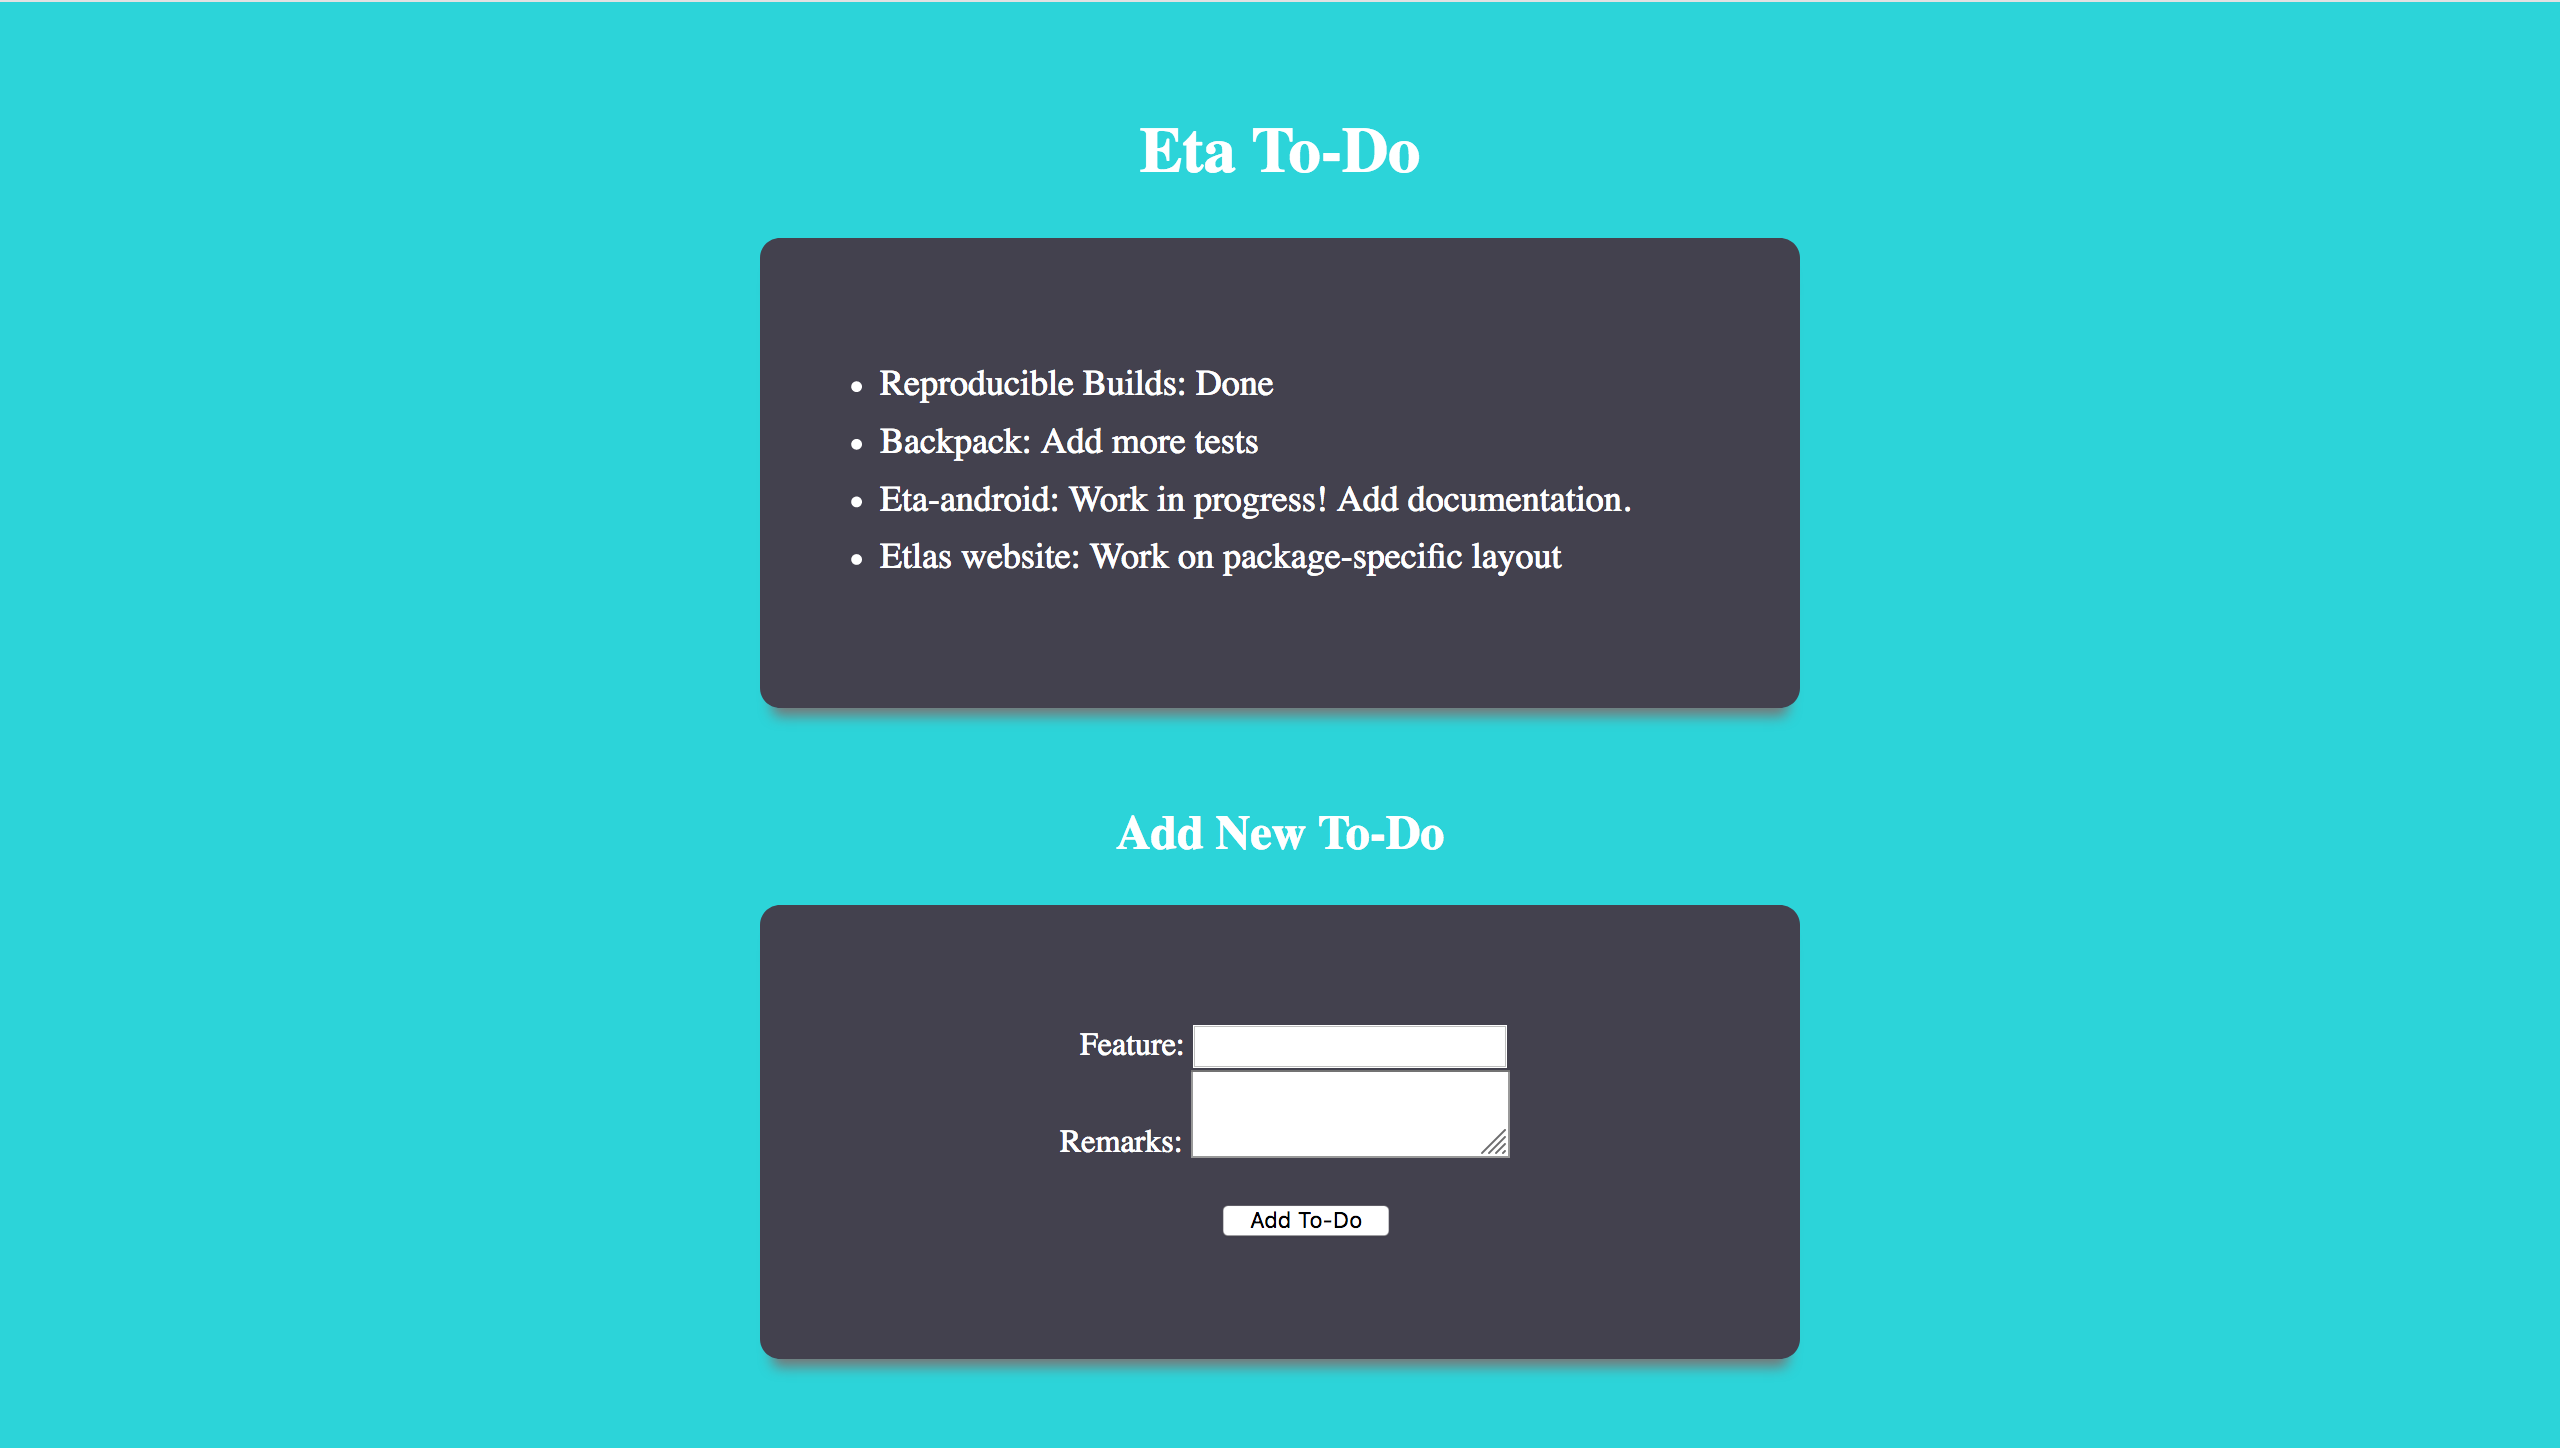 Eta To-Do
• Reproducible Builds: Done
• Backpack: Add more tests
• Eta-android: Work in progress! Add documentation.
• Etlas website: Work on package-specific layout
Add New To-Do
Feature:
Remarks:
Add To-Do